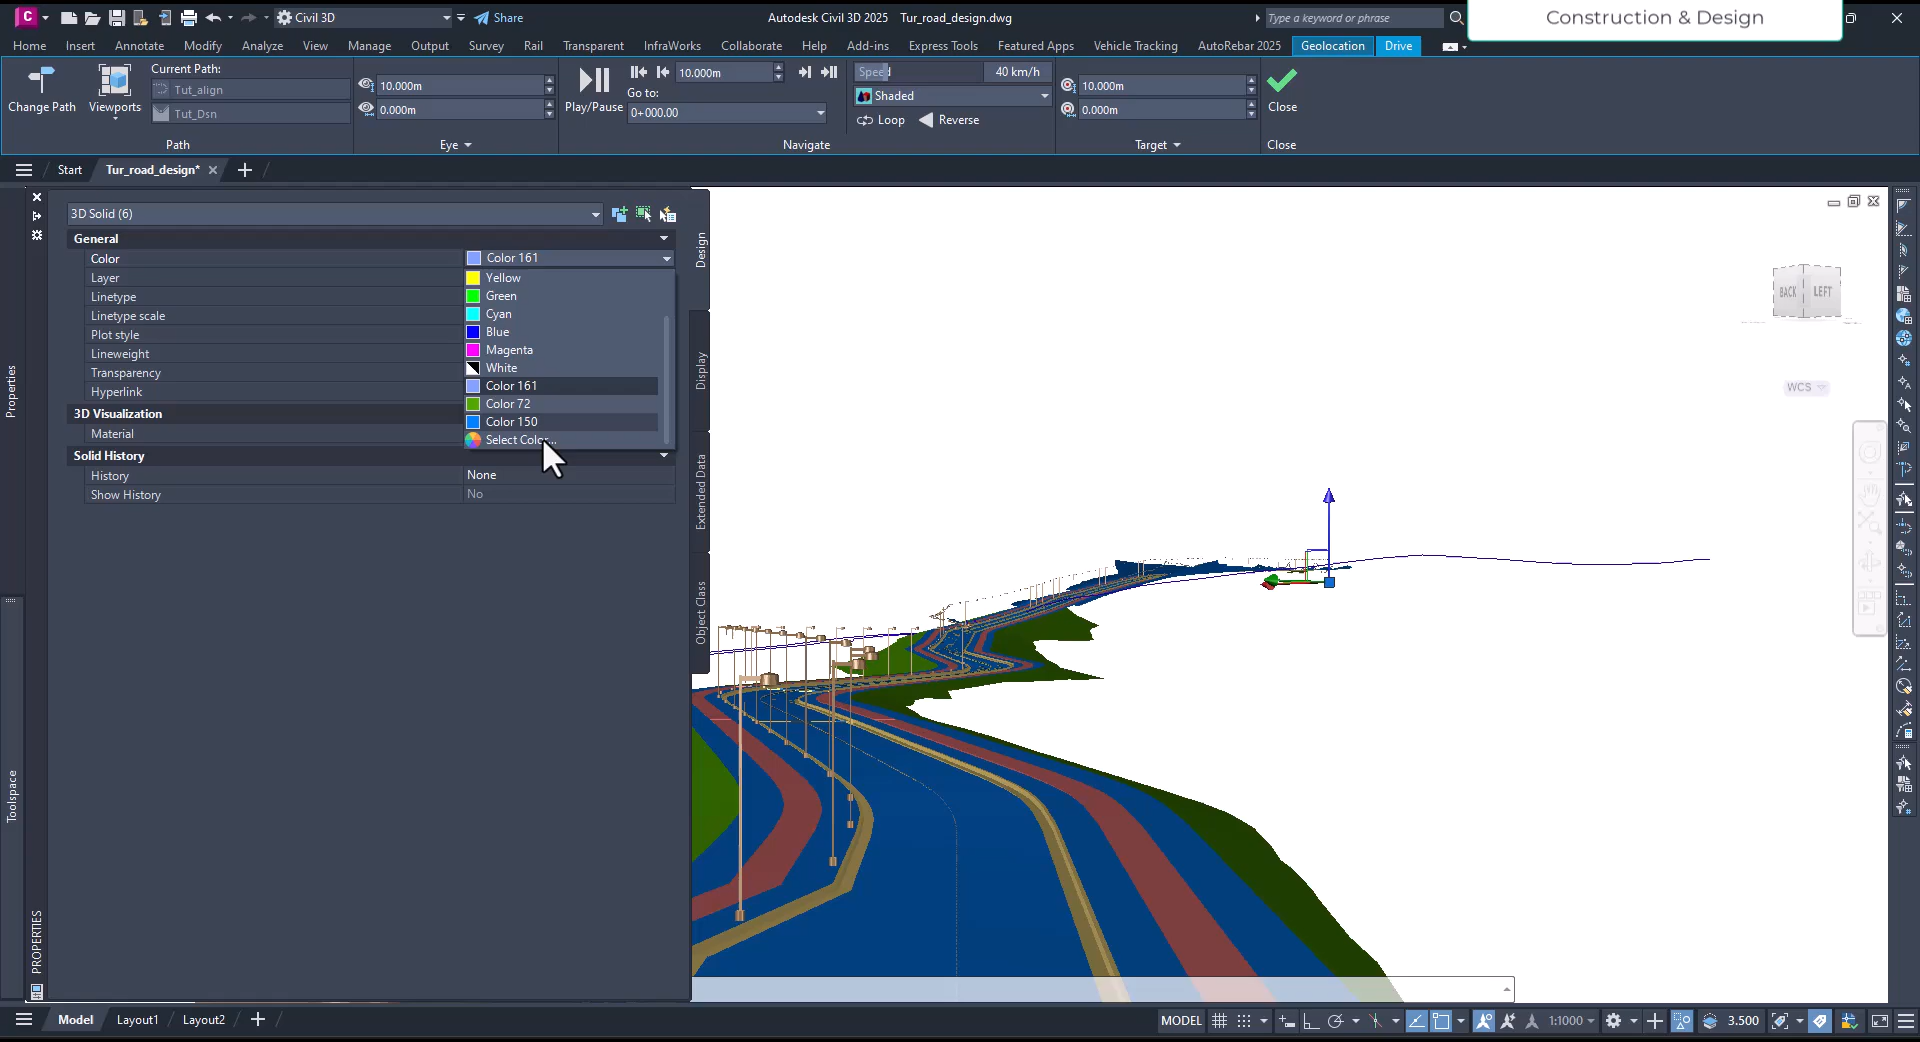 C
Civil 3D
Share
Autodesk Civil 3D 2025 Tur_road_design.dwg
Type a keyword or phrase
Construction & Design
Home Insert Annotate Modify Analyze View Manage Output Survey Rail Transparent InfraWorks Collaborate Help Add-ins Express Tools Featured Apps Vehicle Tracking AutoRebar 2025 Geolocation Drive
Change Path
Viewports
Current Path:
Tut_align
Tut_Dsn
Path
10.000m
0.000m
Eye
Play/Pause
10.000m
Go to:
0+000.00
Speed
40 km/h
Shaded
Loop
Reverse
Navigate
10.000m
0.000m
Target
Close
Close
Start
Tur_road_design*
3D Solid (6)
General
Color Color 161
Layer
Linetype
Linetype scale
Plot style
Lineweight
Transparency
Hyperlink
Yellow
Green
Cyan
Blue
Magenta
White
Color 161
Color 72
Color 150
Select Color...
3D Visualization
Material
Solid History
History None
Show History No
Design
Display
Extended Data
Object Class
Properties
Toolspace
PROPERTIES
BACK LEFT
WCS
Model Layout1 Layout2
MODEL
1:1000
3.500